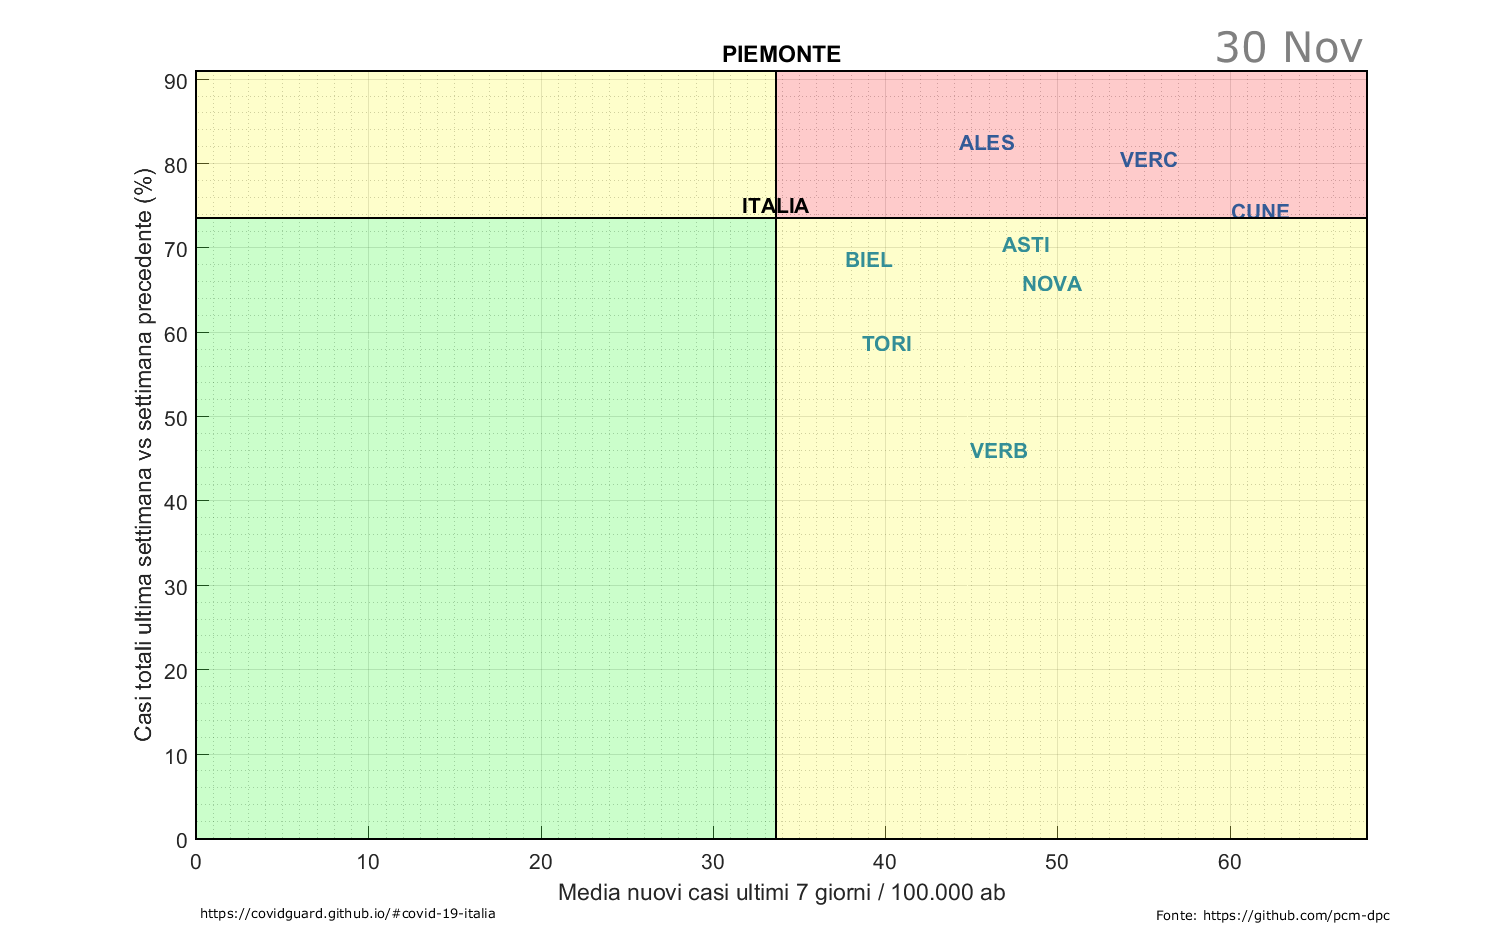 PIEMONTE
30 Nov
90
80
70
60
50
40
30
20
10
0
Casi totali ultima settimana vs settimana precedente (%)
ALES
VERC
ITALIA
CUNE
ASTI
BIEL
NOVA
TORI
VERB
0 10 20 30 40 50 60
Media nuovi casi ultimi 7 giorni / 100.000 ab
https://covidguard.github.io/#covid-19-italia
Fonte: https://github.com/pcm-dpc